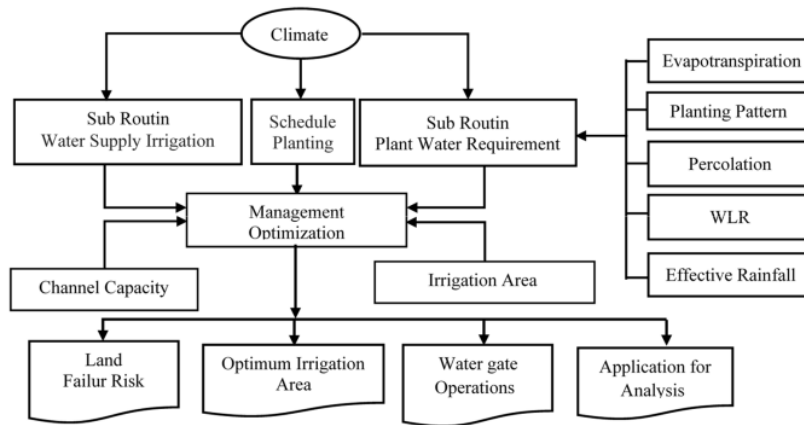 Climate
Evapotranspiration
Sub Routin
Water Supply Irrigation
Schedule
Planting
Sub Routin
Plant Water Requirement
Planting Pattern
Percolation
Management
Optimization
WLR
Channel Capacity
Irrigation Area
Effective Rainfall
Land
Failur Risk
Optimum Irrigation
Area
Water gate
Operations
Application for
Analysis